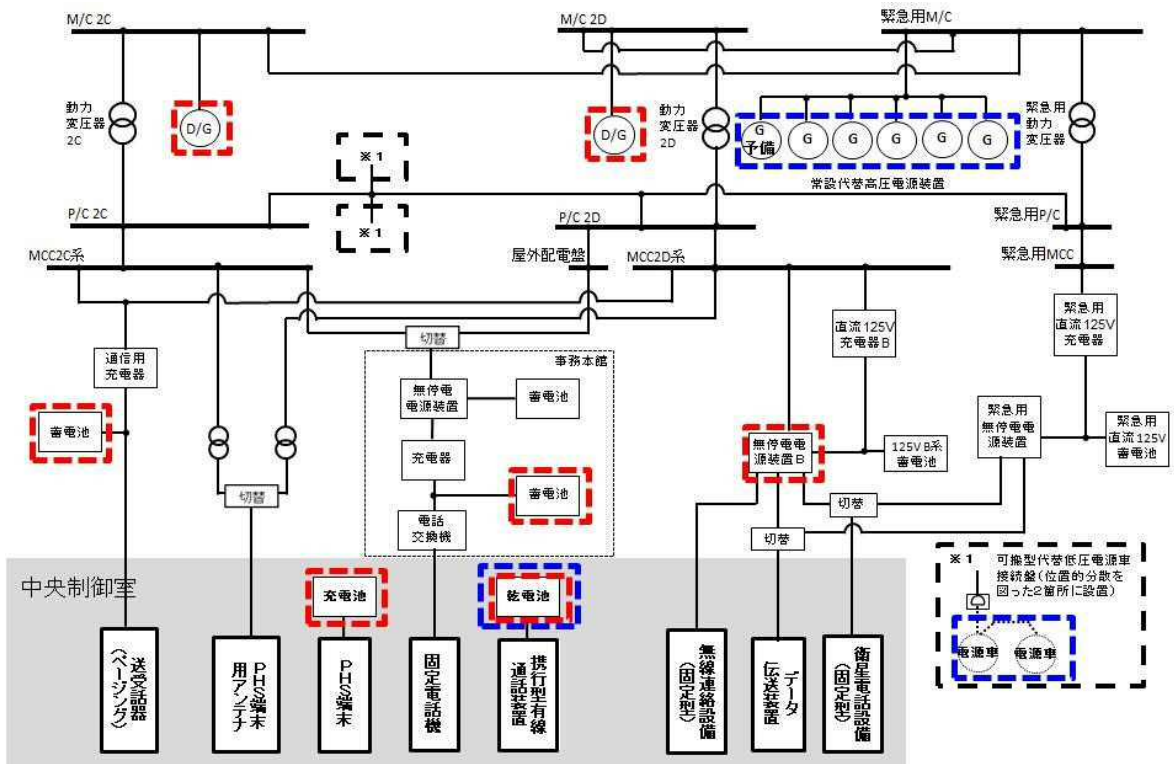 M/C 2C
M/C 2D
緊急用M/C
動力
変圧器
2C
D/G
D/G
動力
変圧器
2D
G
予備
G
G
G
G
G
緊急用
動力
変圧器
常設代替高圧電源装置
※1
※1
P/C 2C
P/C 2D
緊急用P/C
MCC2C系
屋外配電盤
MCC2D系
緊急用MCC
通信用
充電器
切替
事務本館
無停電
電源装置
蓄電池
充電器
蓄電池
電話
交換機
直流125V
充電器B
緊急用
直流125V
充電器
蓄電池
切替
無停電電
源装置B
125V B系
蓄電池
緊急用
無停電電
源装置
緊急用
直流125V
蓄電池
切替
切替
中央制御室
充電池
乾電池
送受話器
(ページング)
PHS端末
用アンテナ
PHS端末
固定電話機
携行型有線
通話装置
無線連絡設備
(固定型)
データ
伝送装置
衛星電話設備
(固定型)
※1
可搬型代替低圧電源車
接続盤(位置的分散を
図った2箇所に設置)
電源車
電源車